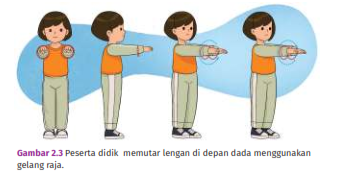 Gambar 2.3 Peserta didik memutar lengan di depan dada menggunakan
gelang raja.